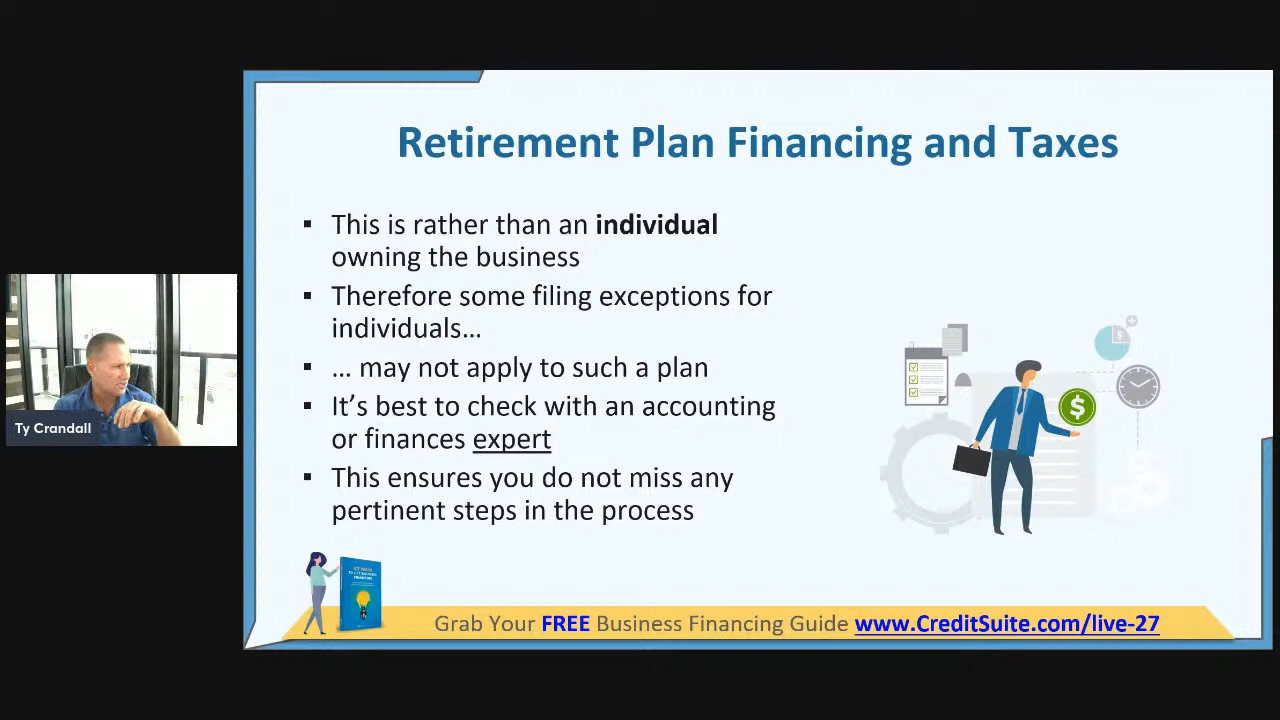 Retirement Plan Financing and Taxes
▪ This is rather than an individual
owning the business
▪ Therefore some filing exceptions for
individuals…
▪ … may not apply to such a plan
▪ It’s best to check with an accounting
or finances expert
▪ This ensures you do not miss any
pertinent steps in the process
Ty Crandall
Grab Your FREE Business Financing Guide www.CreditSuite.com/live-27